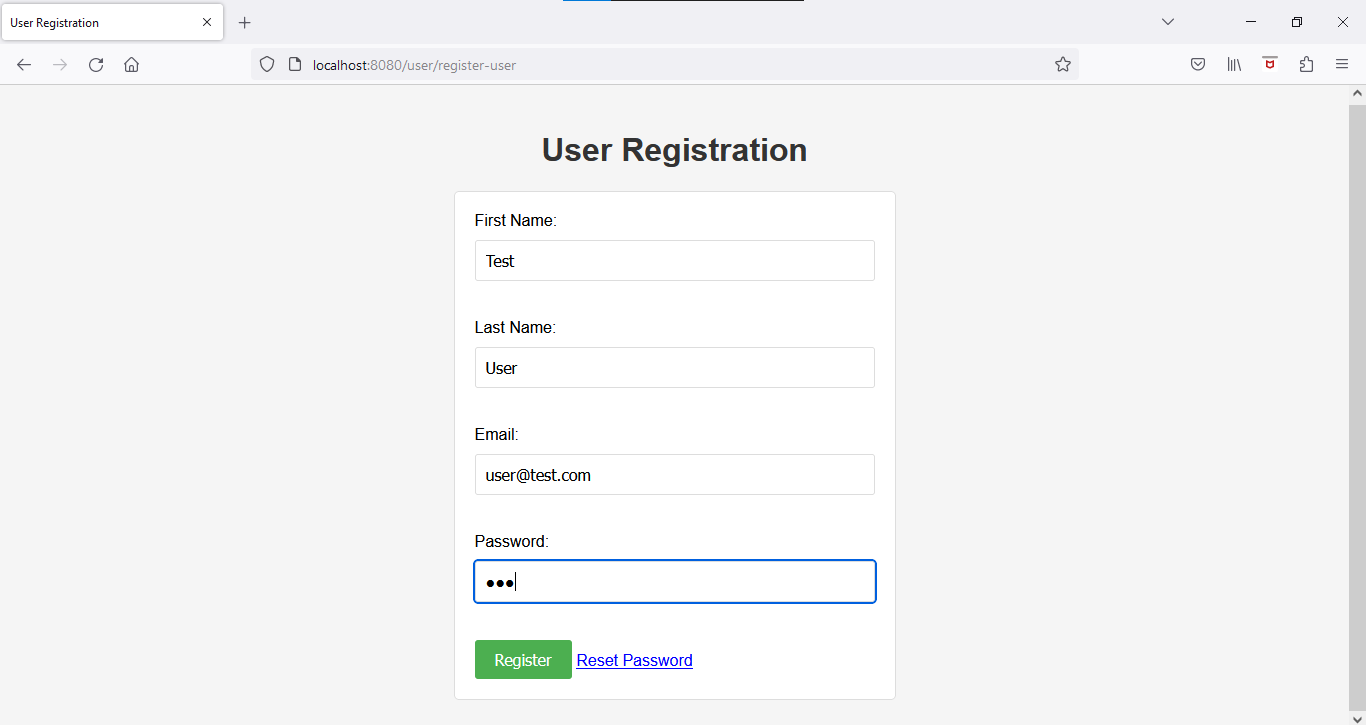 User Registration
localhost:8080/user/register-user
User Registration
First Name:
Test
Last Name:
User
Email:
user@test.com
Password:
●●●
Register Reset Password